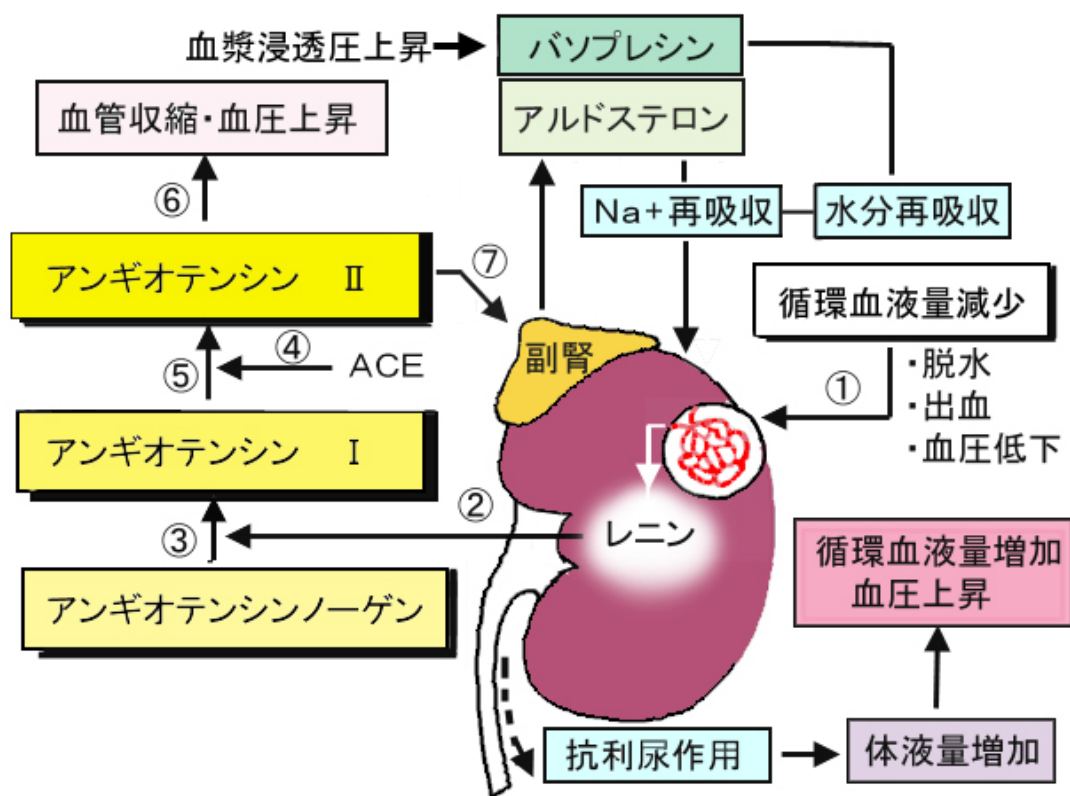 血漿浸透圧上昇
バソプレシン
アルドステロン
血管収縮・血圧上昇
⑥
Na+再吸収
水分再吸収
アンギオテンシン Ⅱ
⑦
循環血液量減少
④
⑤
ACE
副腎
①
・脱水
・出血
・血圧低下
アンギオテンシン Ⅰ
②
③
レニン
循環血液量増加
血圧上昇
アンギオテンシンノーゲン
抗利尿作用
体液量増加